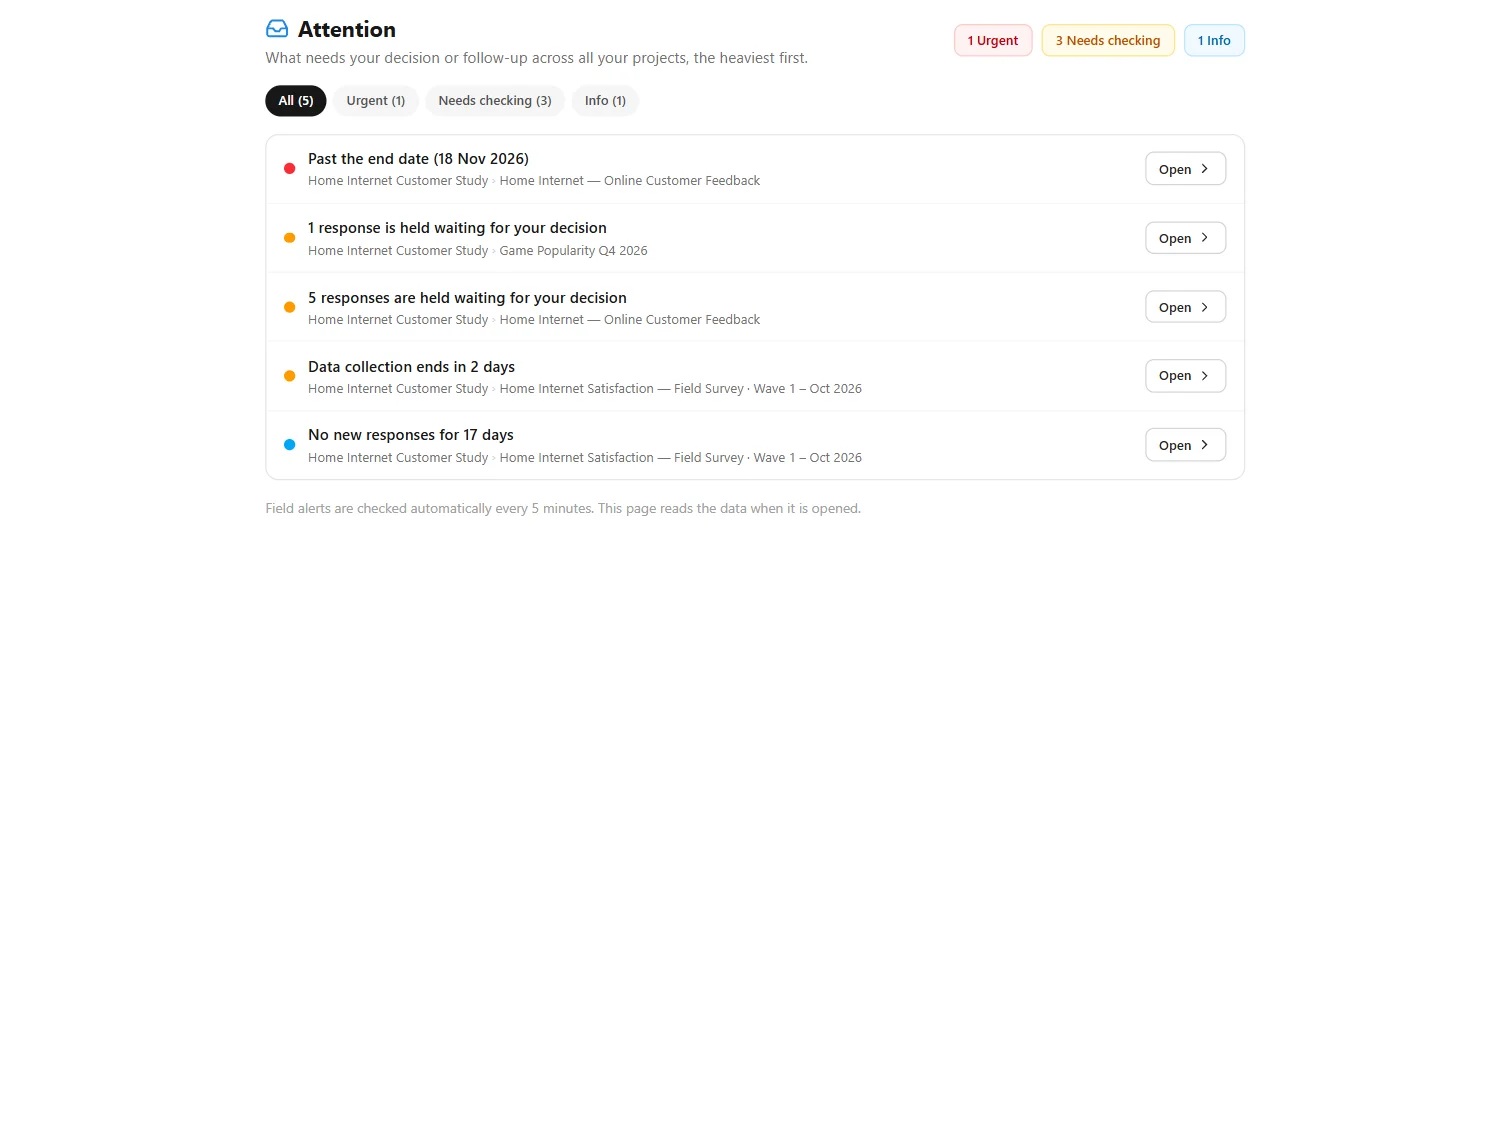 Attention
What needs your decision or follow-up across all your projects, the heaviest first.
1 Urgent
3 Needs checking
1 Info
All (5)
Urgent (1)
Needs checking (3)
Info (1)
Past the end date (18 Nov 2026)
Home Internet Customer Study › Home Internet — Online Customer Feedback
Open
1 response is held waiting for your decision
Home Internet Customer Study › Game Popularity Q4 2026
Open
5 responses are held waiting for your decision
Home Internet Customer Study › Home Internet — Online Customer Feedback
Open
Data collection ends in 2 days
Home Internet Customer Study › Home Internet Satisfaction — Field Survey · Wave 1 – Oct 2026
Open
No new responses for 17 days
Home Internet Customer Study › Home Internet Satisfaction — Field Survey · Wave 1 – Oct 2026
Open
Field alerts are checked automatically every 5 minutes. This page reads the data when it is opened.